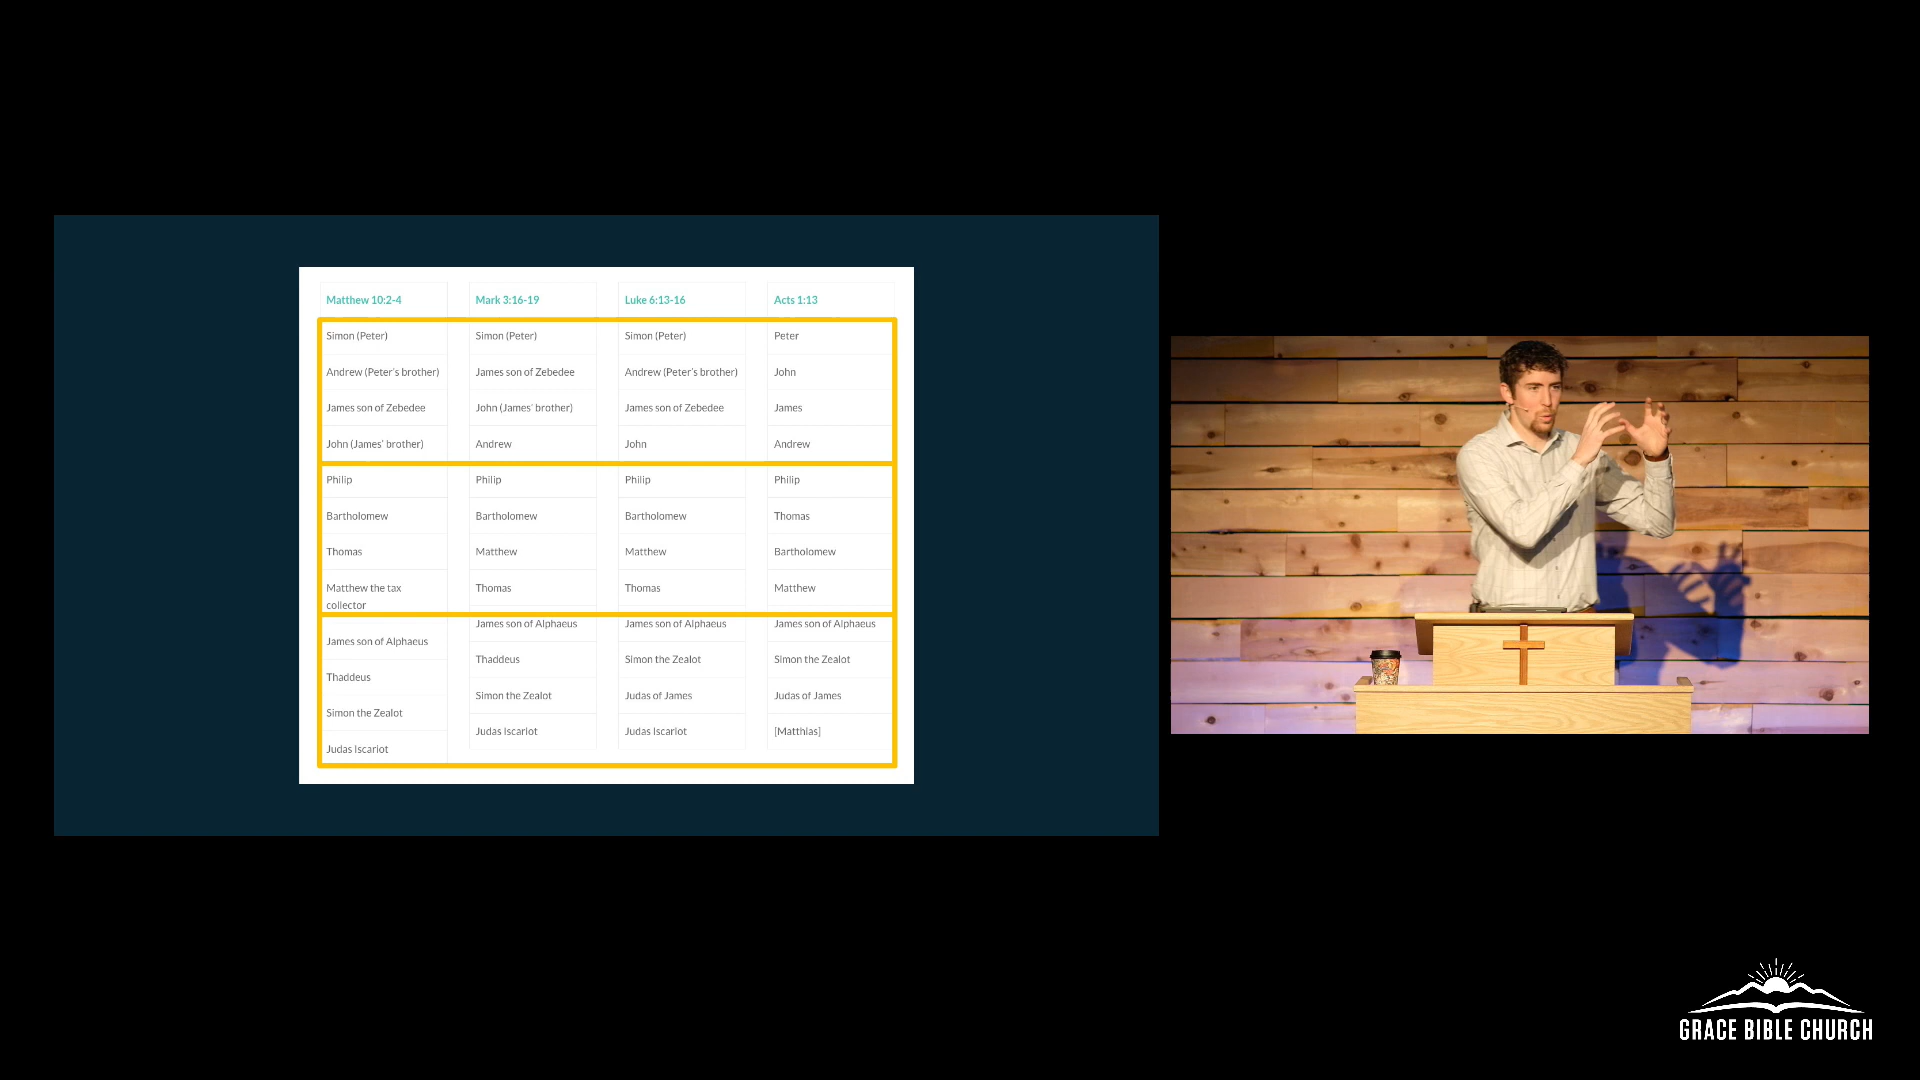 Matthew 10:2-4 Mark 3:16-19 Luke 6:13-16 Acts 1:13
Simon (Peter) Simon (Peter) Simon (Peter) Peter
Andrew (Peter's brother) James son of Zebedee Andrew (Peter's brother) John
James son of Zebedee John (James' brother) James son of Zebedee James
John (James' brother) Andrew John Andrew
Philip Philip Philip Philip
Bartholomew Bartholomew Bartholomew Thomas
Thomas Matthew Matthew Bartholomew
Matthew the tax Thomas Thomas Matthew
collector
James son of Alphaeus James son of Alphaeus James son of Alphaeus James son of Alphaeus
Thaddeus Thaddeus Simon the Zealot Simon the Zealot
Simon the Zealot Simon the Zealot Judas of James Judas of James
Judas Iscariot Judas Iscariot Judas Iscariot [Matthias]
GRACE BIBLE CHURCH